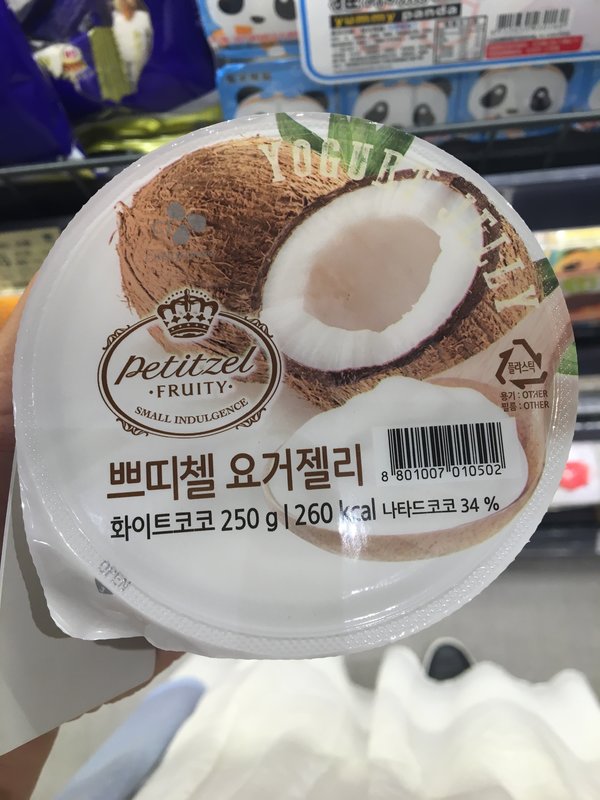 yummy panda
YOGURT JELLY
petitzel
FRUITY
SMALL INDULGENCE
플라스틱
용기 : OTHER
필름 : OTHER
쁘띠첼 요거젤리
8 801007 010502
화이트코코 250 g | 260 kcal 나타드코코 34 %
OPEN